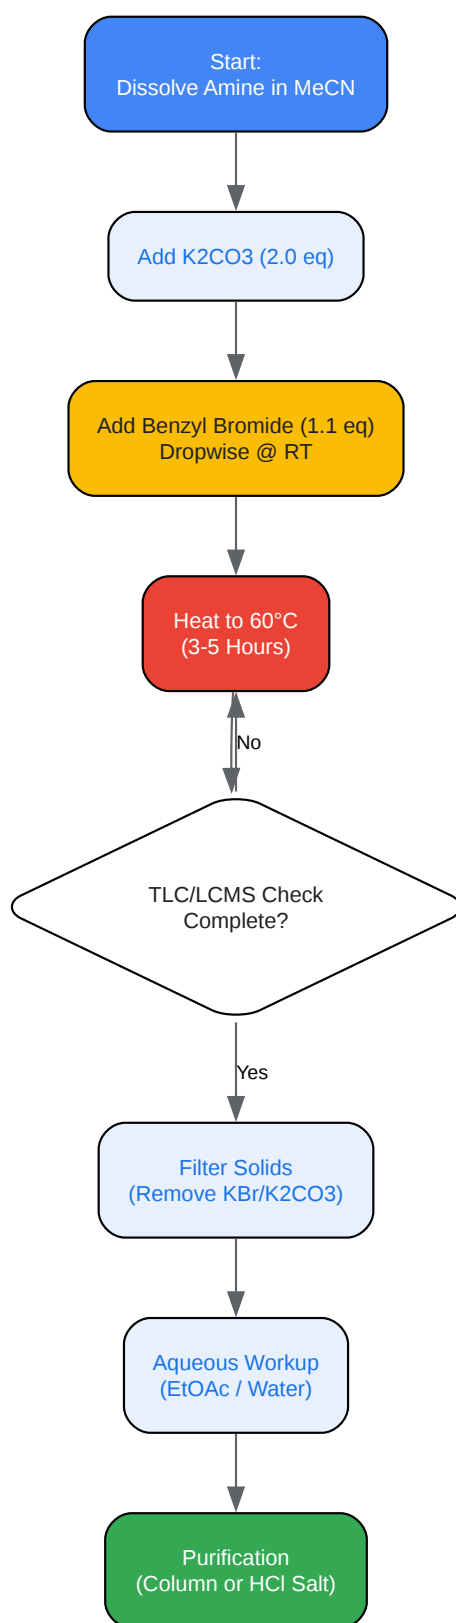 Start:
Dissolve Amine in MeCN
Add K2CO3 (2.0 eq)
Add Benzyl Bromide (1.1 eq)
Dropwise @ RT
Heat to 60°C
(3-5 Hours)
No
TLC/LCMS Check
Complete?
Yes
Filter Solids
(Remove KBr/K2CO3)
Aqueous Workup
(EtOAc / Water)
Purification
(Column or HCl Salt)